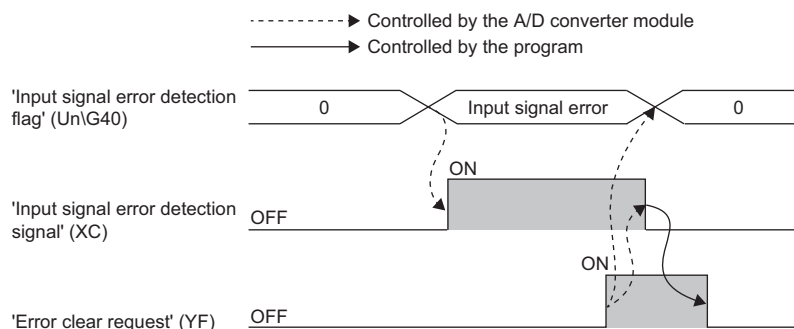 Controlled by the A/D converter module
Controlled by the program
'Input signal error detection
flag' (Un\G40)
0
Input signal error
0
ON
'Input signal error detection
signal' (XC)
OFF
ON
'Error clear request' (YF)
OFF